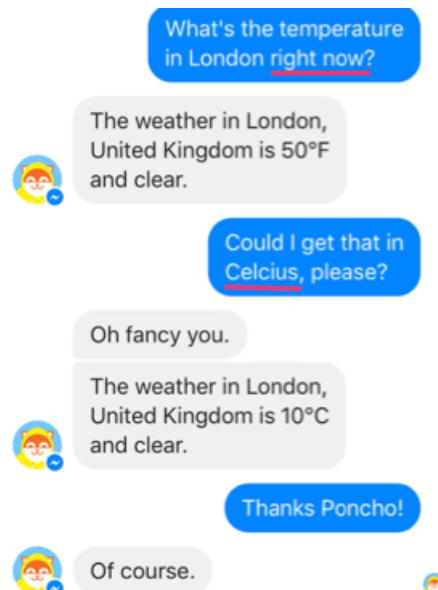 What's the temperature
in London right now?
The weather in London,
United Kingdom is 50°F
and clear.
Could I get that in
Celcius, please?
Oh fancy you.
The weather in London,
United Kingdom is 10°C
and clear.
Thanks Poncho!
Of course.